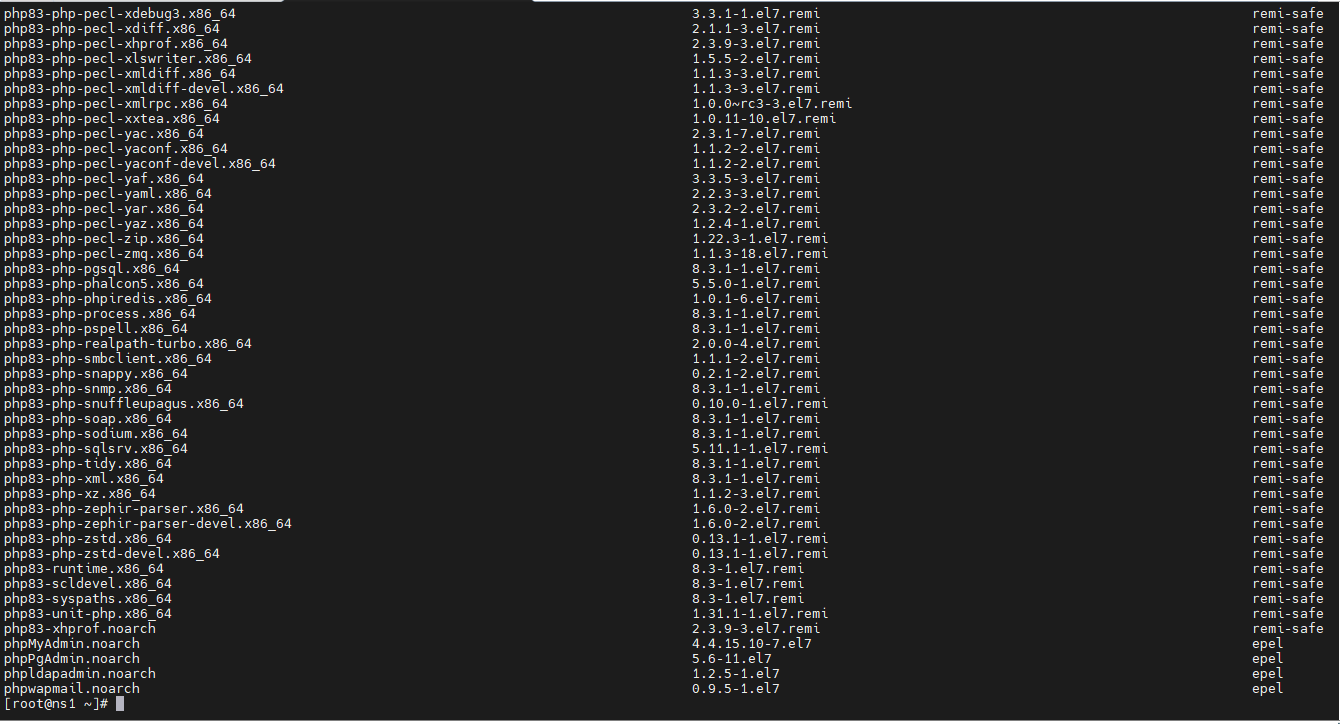 php83-php-pecl-xdebug3.x86_64 3.3.1-1.el7.remi remi-safe
php83-php-pecl-xdiff.x86_64 2.1.1-3.el7.remi remi-safe
php83-php-pecl-xhprof.x86_64 2.3.9-3.el7.remi remi-safe
php83-php-pecl-xlswriter.x86_64 1.5.5-2.el7.remi remi-safe
php83-php-pecl-xmldiff.x86_64 1.1.3-3.el7.remi remi-safe
php83-php-pecl-xmldiff-devel.x86_64 1.1.3-3.el7.remi remi-safe
php83-php-pecl-xmlrpc.x86_64 1.0.0~rc3-3.el7.remi remi-safe
php83-php-pecl-xxtea.x86_64 1.0.11-10.el7.remi remi-safe
php83-php-pecl-yac.x86_64 2.3.1-7.el7.remi remi-safe
php83-php-pecl-yaconf.x86_64 1.1.2-2.el7.remi remi-safe
php83-php-pecl-yaconf-devel.x86_64 1.1.2-2.el7.remi remi-safe
php83-php-pecl-yaf.x86_64 3.3.5-3.el7.remi remi-safe
php83-php-pecl-yaml.x86_64 2.2.3-3.el7.remi remi-safe
php83-php-pecl-yar.x86_64 2.3.2-2.el7.remi remi-safe
php83-php-pecl-yaz.x86_64 1.2.4-1.el7.remi remi-safe
php83-php-pecl-zip.x86_64 1.22.3-1.el7.remi remi-safe
php83-php-pecl-zmq.x86_64 1.1.3-18.el7.remi remi-safe
php83-php-pgsql.x86_64 8.3.1-1.el7.remi remi-safe
php83-php-phalcon5.x86_64 5.5.0-1.el7.remi remi-safe
php83-php-phpiredis.x86_64 1.0.1-6.el7.remi remi-safe
php83-php-process.x86_64 8.3.1-1.el7.remi remi-safe
php83-php-pspell.x86_64 8.3.1-1.el7.remi remi-safe
php83-php-realpath-turbo.x86_64 2.0.0-4.el7.remi remi-safe
php83-php-smbclient.x86_64 1.1.1-2.el7.remi remi-safe
php83-php-snappy.x86_64 0.2.1-2.el7.remi remi-safe
php83-php-snmp.x86_64 8.3.1-1.el7.remi remi-safe
php83-php-snuffleupagus.x86_64 0.10.0-1.el7.remi remi-safe
php83-php-soap.x86_64 8.3.1-1.el7.remi remi-safe
php83-php-sodium.x86_64 8.3.1-1.el7.remi remi-safe
php83-php-sqlsrv.x86_64 5.11.1-1.el7.remi remi-safe
php83-php-tidy.x86_64 8.3.1-1.el7.remi remi-safe
php83-php-xml.x86_64 8.3.1-1.el7.remi remi-safe
php83-php-xz.x86_64 1.1.2-3.el7.remi remi-safe
php83-php-zephir-parser.x86_64 1.6.0-2.el7.remi remi-safe
php83-php-zephir-parser-devel.x86_64 1.6.0-2.el7.remi remi-safe
php83-php-zstd.x86_64 0.13.1-1.el7.remi remi-safe
php83-php-zstd-devel.x86_64 0.13.1-1.el7.remi remi-safe
php83-runtime.x86_64 8.3-1.el7.remi remi-safe
php83-scldevel.x86_64 8.3-1.el7.remi remi-safe
php83-syspaths.x86_64 8.3-1.el7.remi remi-safe
php83-unit-php.x86_64 1.31.1-1.el7.remi remi-safe
php83-xhprof.noarch 2.3.9-3.el7.remi remi-safe
phpMyAdmin.noarch 4.4.15.10-7.el7 epel
phpPgAdmin.noarch 5.6-11.el7 epel
phpldapadmin.noarch 1.2.5-1.el7 epel
phpwapmail.noarch 0.9.5-1.el7 epel
[root@ns1 ~]#